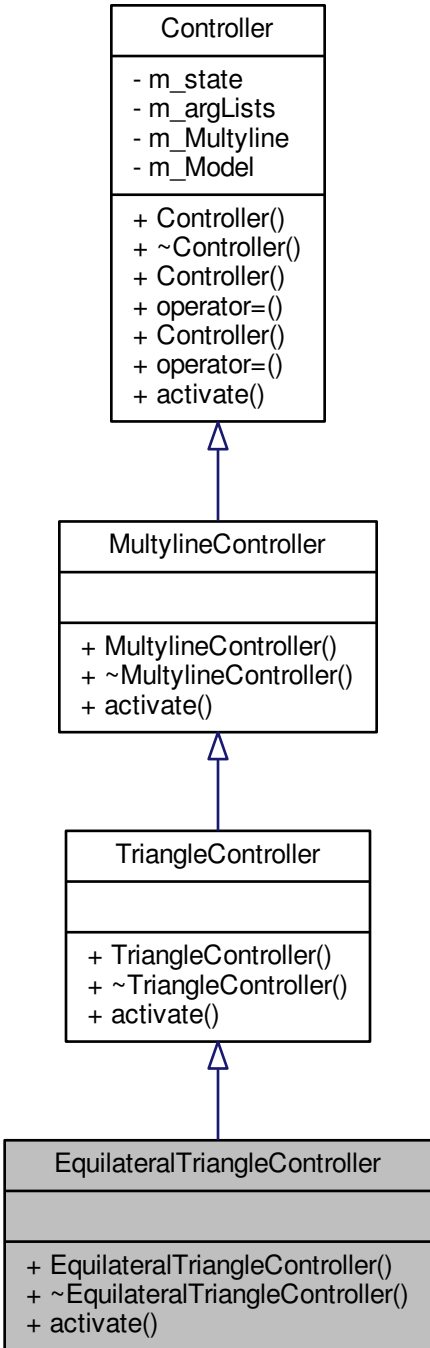 Controller
- m_state
- m_argLists
- m_Multyline
- m_Model
+ Controller()
+ ~Controller()
+ Controller()
+ operator=()
+ Controller()
+ operator=()
+ activate()
MultylineController
+ MultylineController()
+ ~MultylineController()
+ activate()
TriangleController
+ TriangleController()
+ ~TriangleController()
+ activate()
EquilateralTriangleController
+ EquilateralTriangleController()
+ ~EquilateralTriangleController()
+ activate()